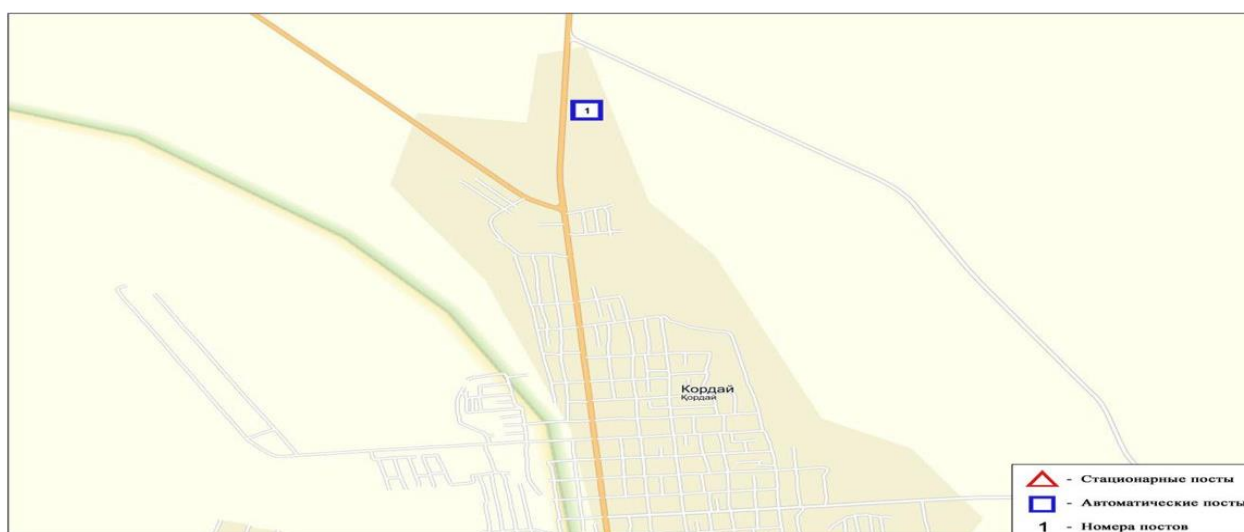 1
Кордай
Қордай
- Стационарные посты
- Автоматические посты
1 - Номера постов